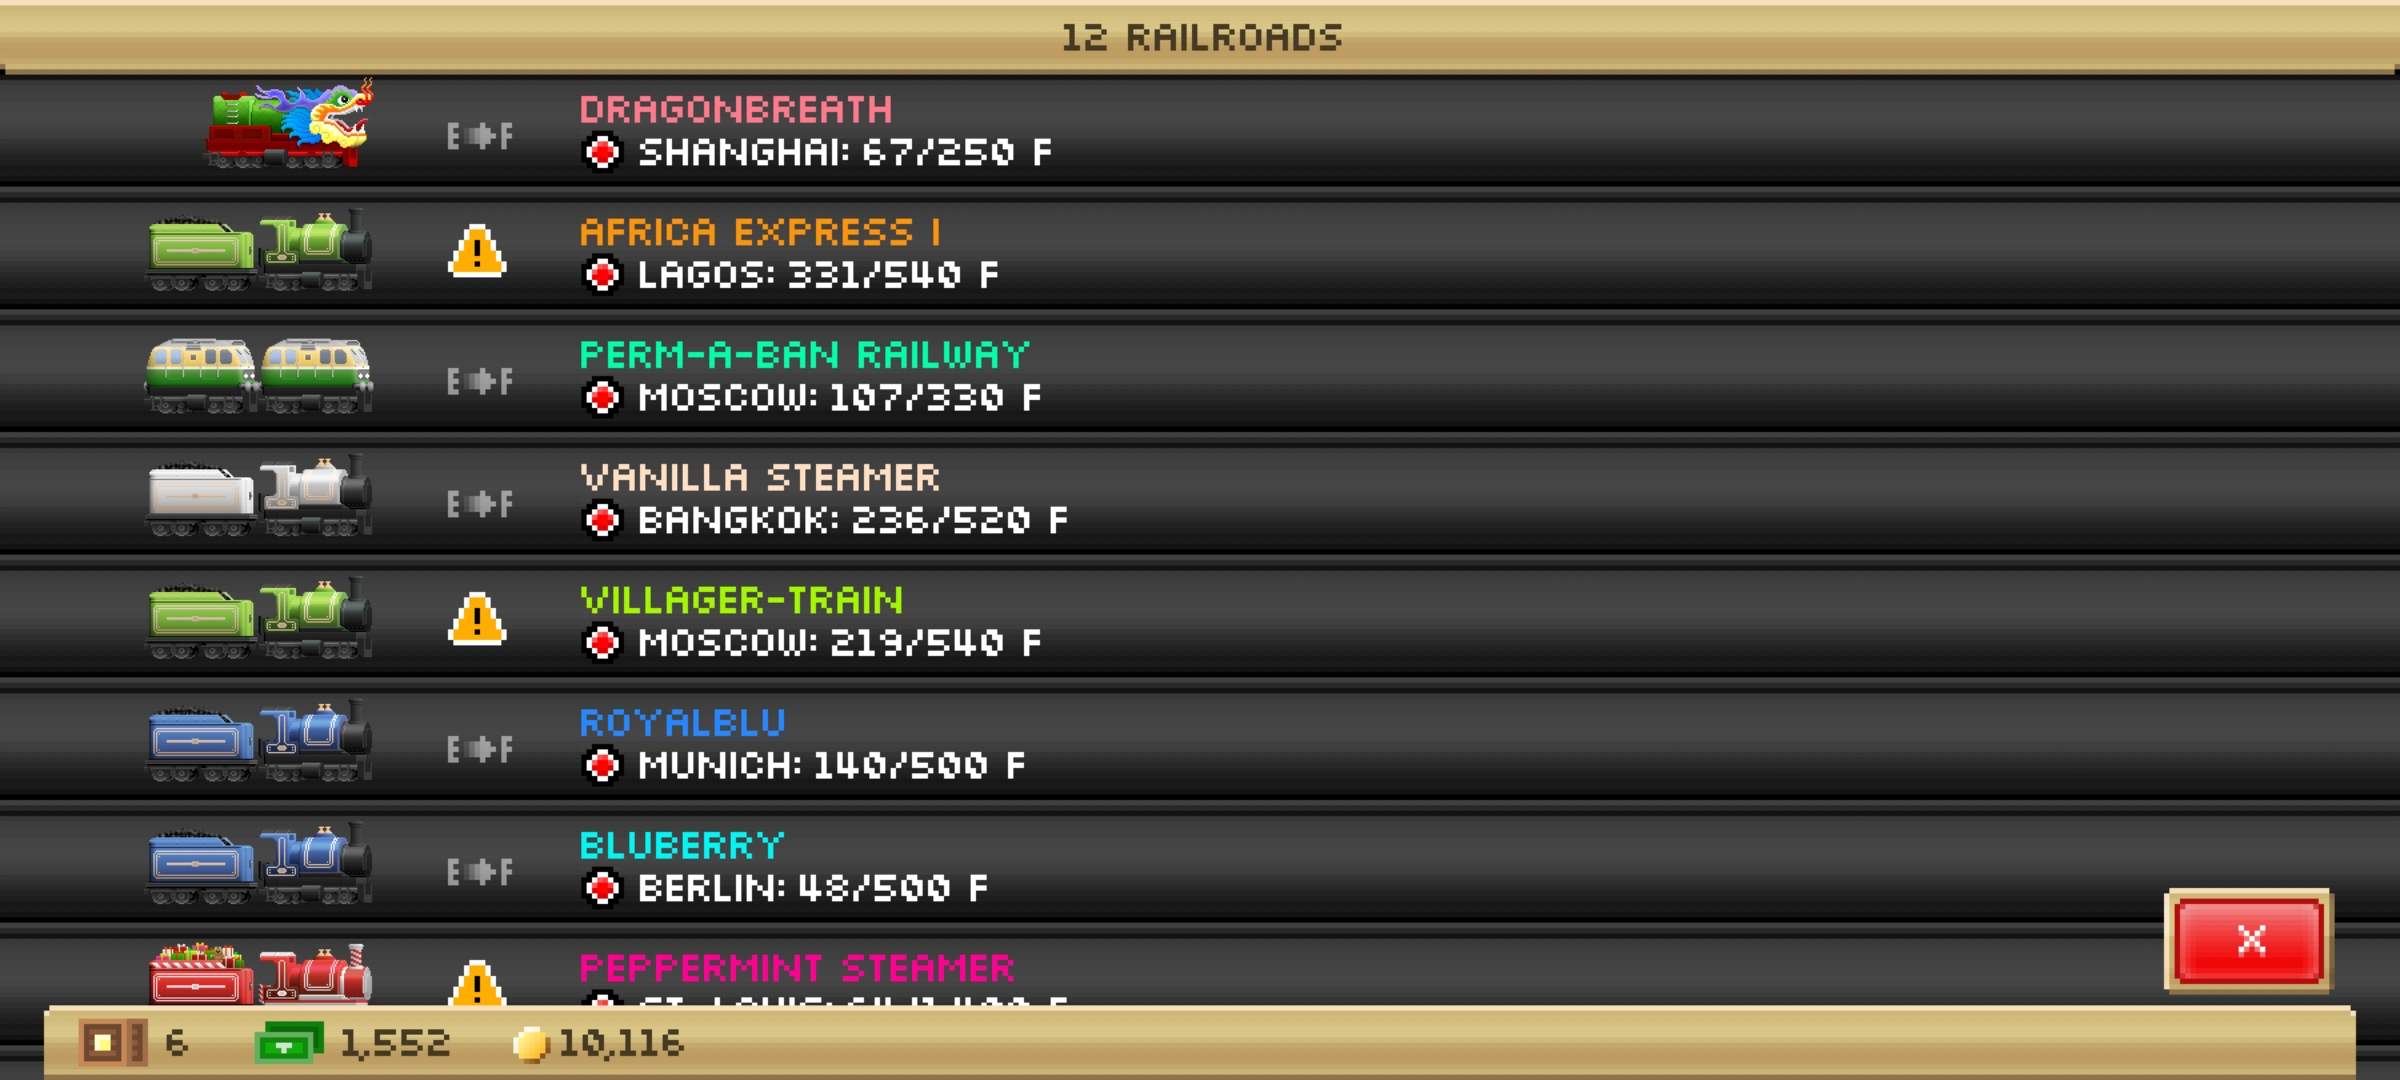 12 RAILROADS
DRAGONBREATH
E F
SHANGHAI: 67/250 F
AFRICA EXPRESS I
LAGOS: 331/540 F
PERM-A-BAN RAILWAY
E F
MOSCOW: 107/330 F
VANILLA STEAMER
E F
BANGKOK: 236/520 F
VILLAGER-TRAIN
MOSCOW: 219/540 F
ROYALBLU
E F
MUNICH: 140/500 F
BLUBERRY
E F
BERLIN: 48/500 F
PEPPERMINT STEAMER
X
6 1,552 10,116